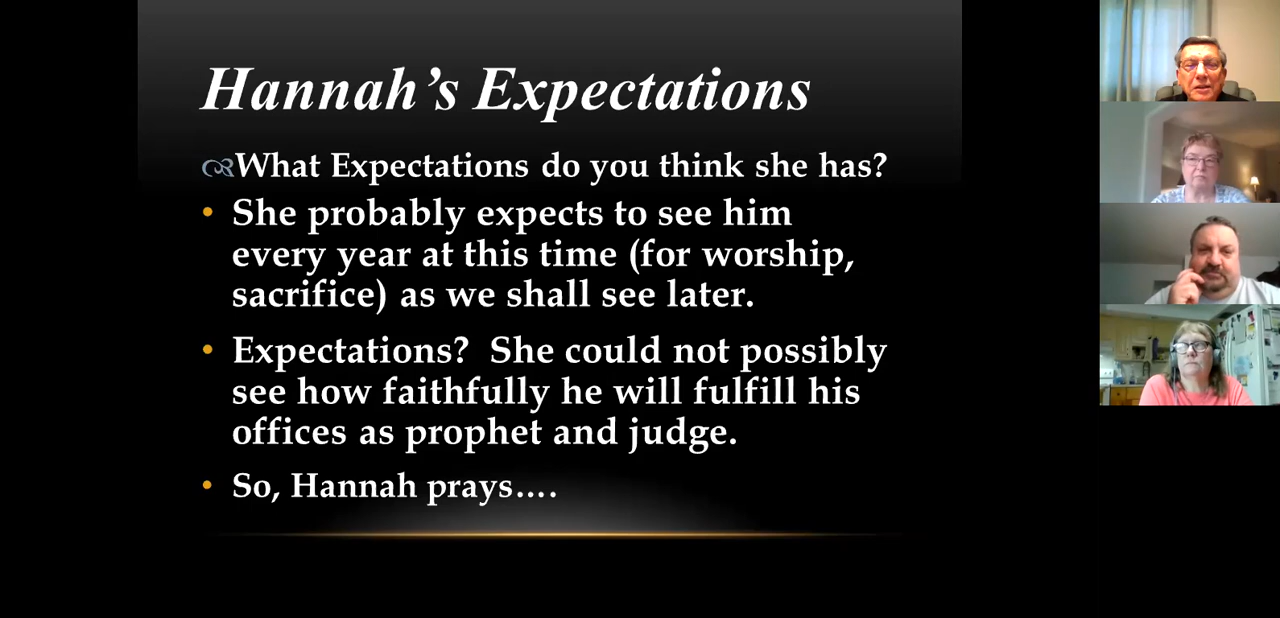 Hannah’s Expectations
What Expectations do you think she has?
• She probably expects to see him
every year at this time (for worship,
sacrifice) as we shall see later.
• Expectations?  She could not possibly
see how faithfully he will fulfill his
offices as prophet and judge.
• So, Hannah prays….